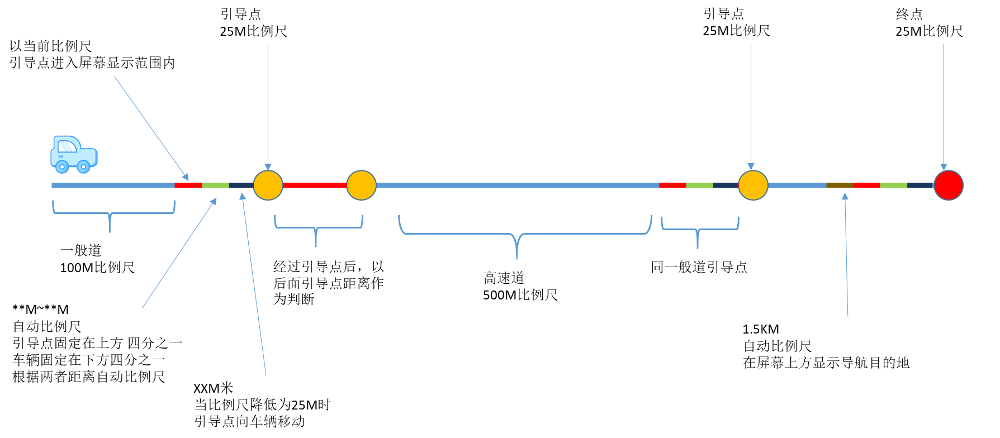 引导点
25M比例尺
引导点
25M比例尺
终点
25M比例尺
以当前比例尺
引导点进入屏幕显示范围内
一般道
100M比例尺
经过引导点后，以
后面引导点距离作
为判断
高速道
500M比例尺
同一般道引导点
**M~**M
自动比例尺
引导点固定在上方 四分之一
车辆固定在下方四分之一
根据两者距离自动比例尺
XXM米
当比例尺降低为25M时
引导点向车辆移动
1.5KM
自动比例尺
在屏幕上方显示导航目的地